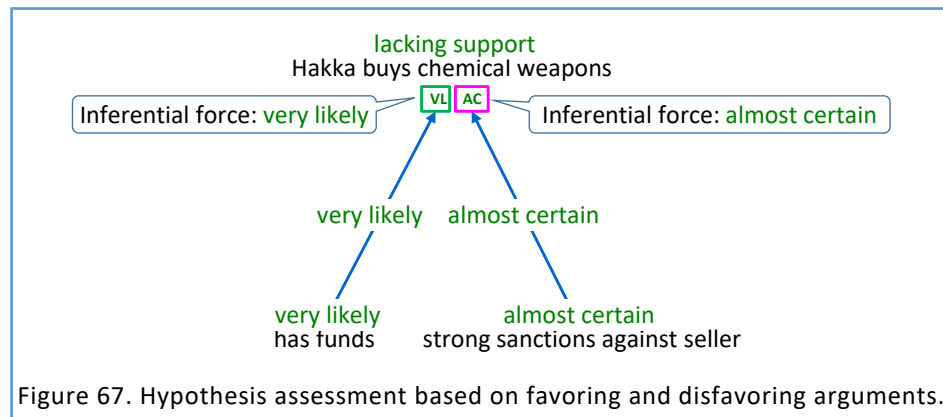 lacking support
Hakka buys chemical weapons
Inferential force: very likely
VL
AC
Inferential force: almost certain
very likely
almost certain
very likely
almost certain
has funds
strong sanctions against seller
Figure 67. Hypothesis assessment based on favoring and disfavoring arguments.